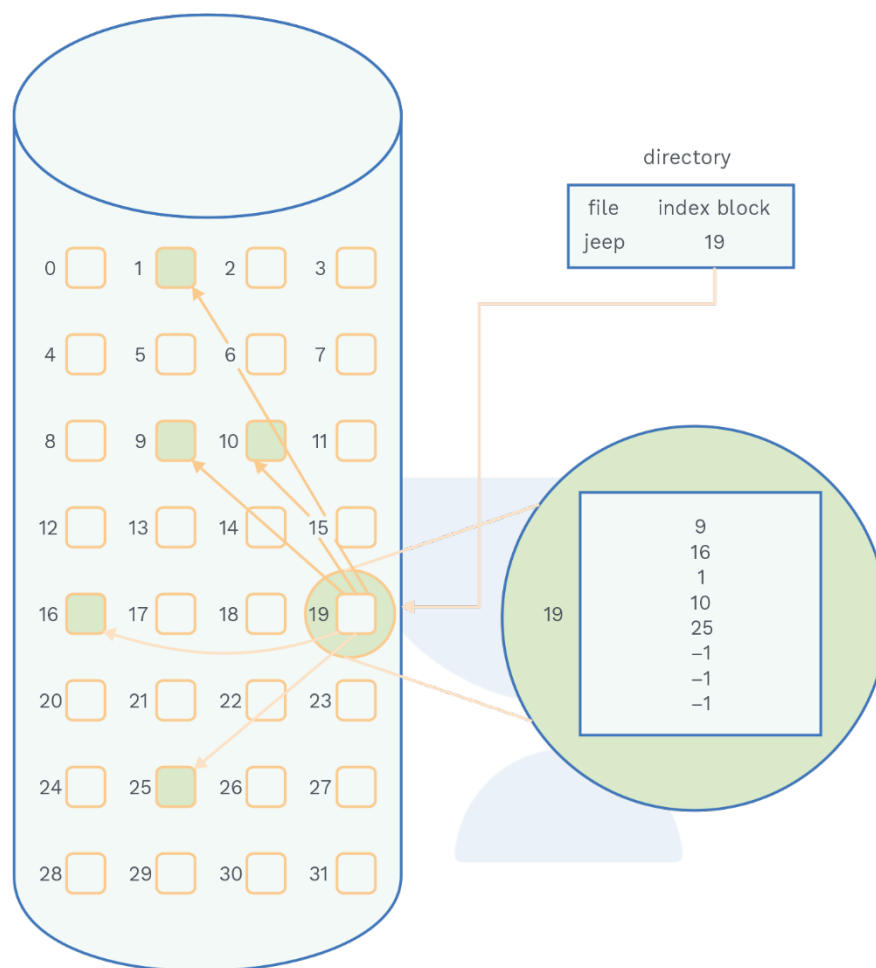 directory
file index block
jeep 19
0 1 2 3
4 5 6 7
8 9 10 11
12 13 14 15
16 17 18 19
20 21 22 23
24 25 26 27
28 29 30 31
19
9
16
1
10
25
–1
–1
–1